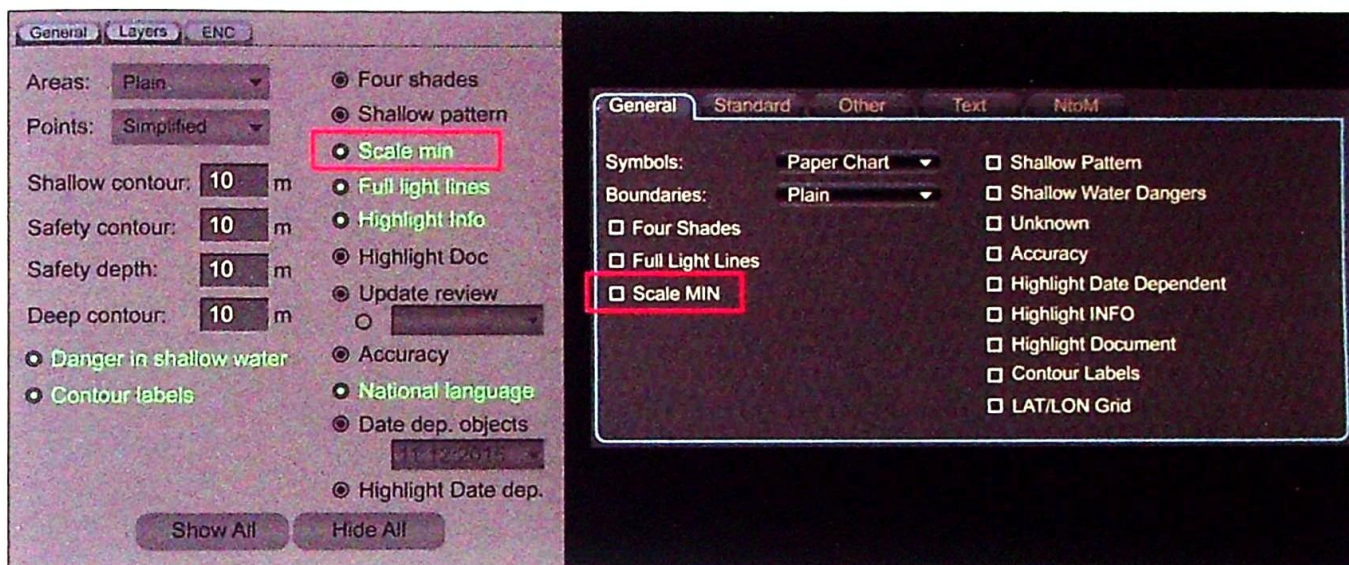 General Layers ENC
Areas: Plain
Points: Simplified
Shallow contour: 10 m
Safety contour: 10 m
Safety depth: 10 m
Deep contour: 10 m
Danger in shallow water
Contour labels
Four shades
Shallow pattern
Scale min
Full light lines
Highlight Info
Highlight Doc
Update review
Accuracy
National language
Date dep. objects
11.12.2015
Highlight Date dep.
Show All Hide All
General Standard Other Text NtoM
Symbols: Paper Chart
Boundaries: Plain
Four Shades
Full Light Lines
Scale MIN
Shallow Pattern
Shallow Water Dangers
Unknown
Accuracy
Highlight Date Dependent
Highlight INFO
Highlight Document
Contour Labels
LAT/LON Grid